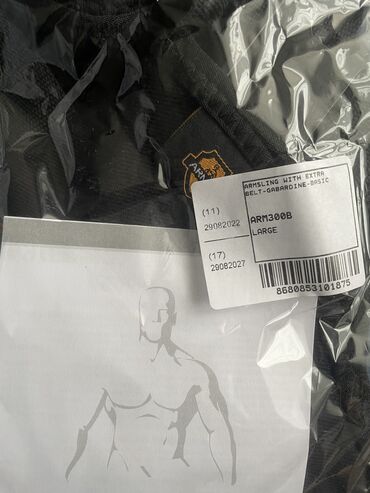 ARMSLING WITH EXTRA
BELT-GABARDINE-BASIC
(11)
29082022
ARM300B
LARGE
(17)
29082027
8680853101875